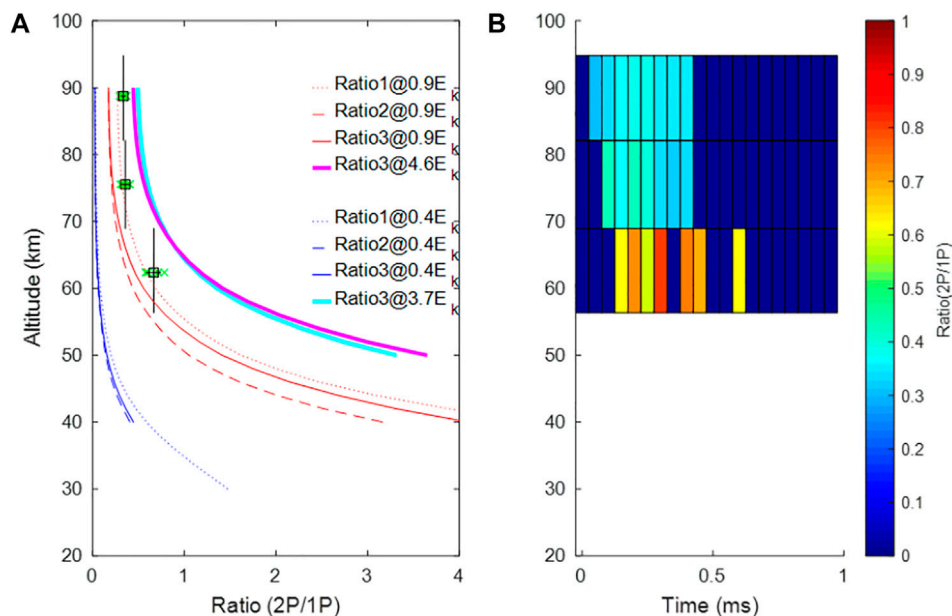 A
100
90
80
70
60
50
40
30
20
Altitude (km)
0
1
2
3
4
Ratio (2P/1P)
Ratio1@0.9E k
Ratio2@0.9E k
Ratio3@0.9E k
Ratio3@4.6E k
Ratio1@0.4E k
Ratio2@0.4E k
Ratio3@0.4E k
Ratio3@3.7E k
B
100
90
80
70
60
50
40
30
20
0
0.5
1
Time (ms)
1
0.9
0.8
0.7
0.6
0.5
0.4
0.3
0.2
0.1
0
Ratio(2P/1P)